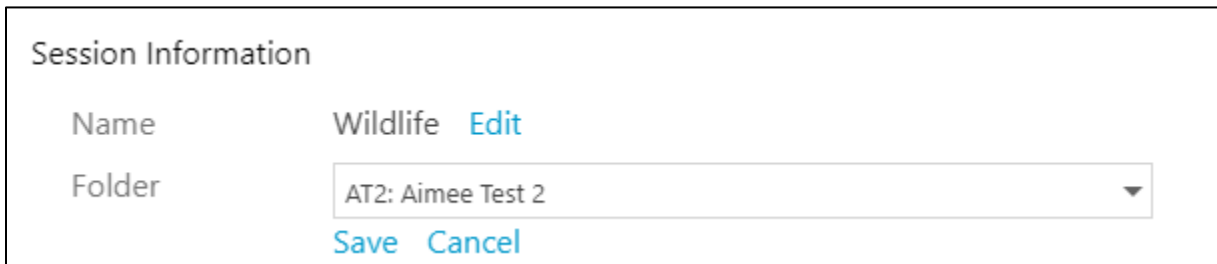 Session Information
Name Wildlife Edit
Folder AT2: Aimee Test 2
Save Cancel